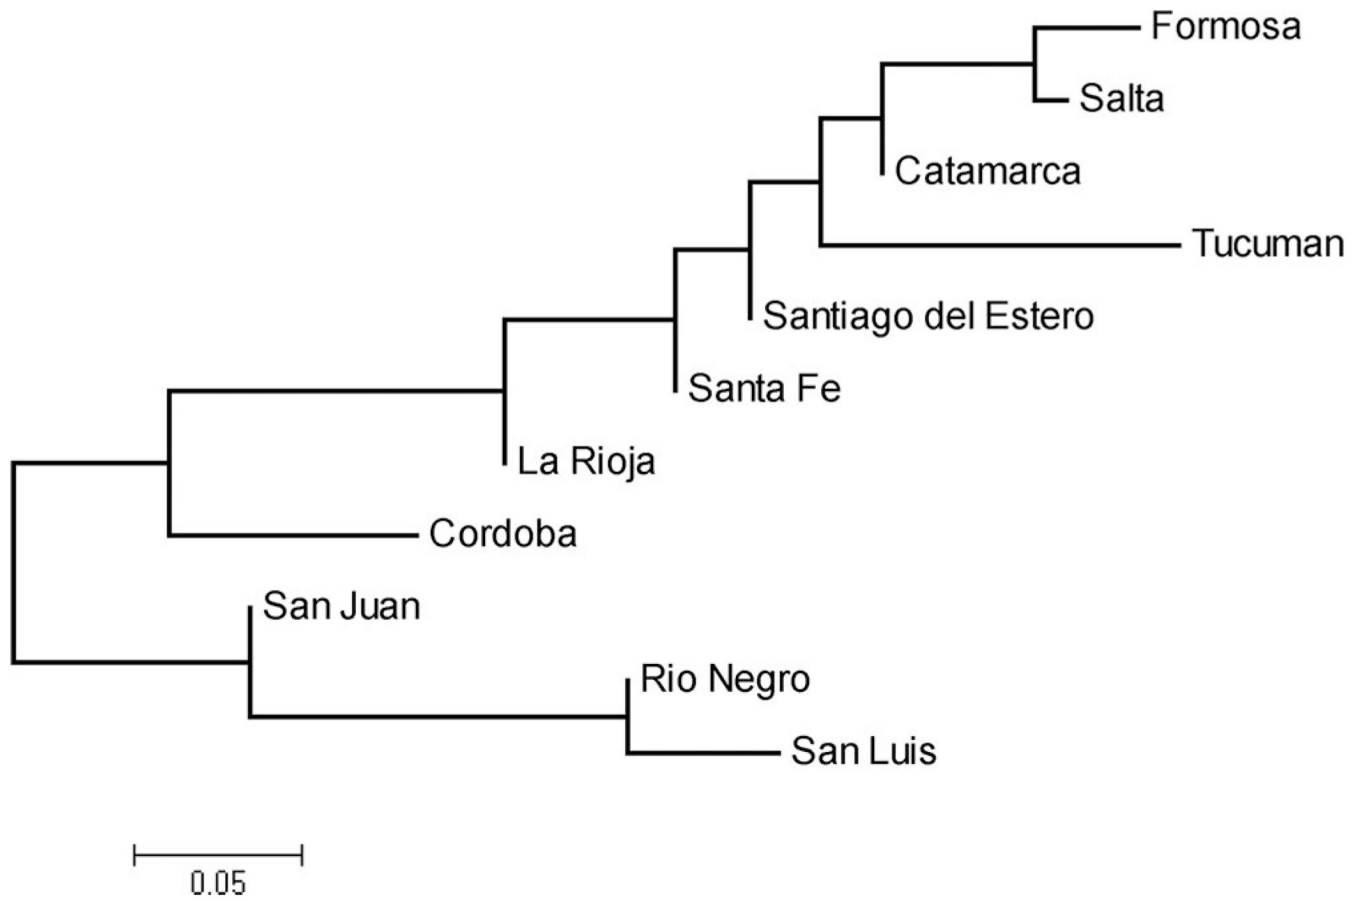 Formosa
Salta
Catamarca
Tucuman
Santiago del Estero
Santa Fe
La Rioja
Cordoba
San Juan
Rio Negro
San Luis
0.05